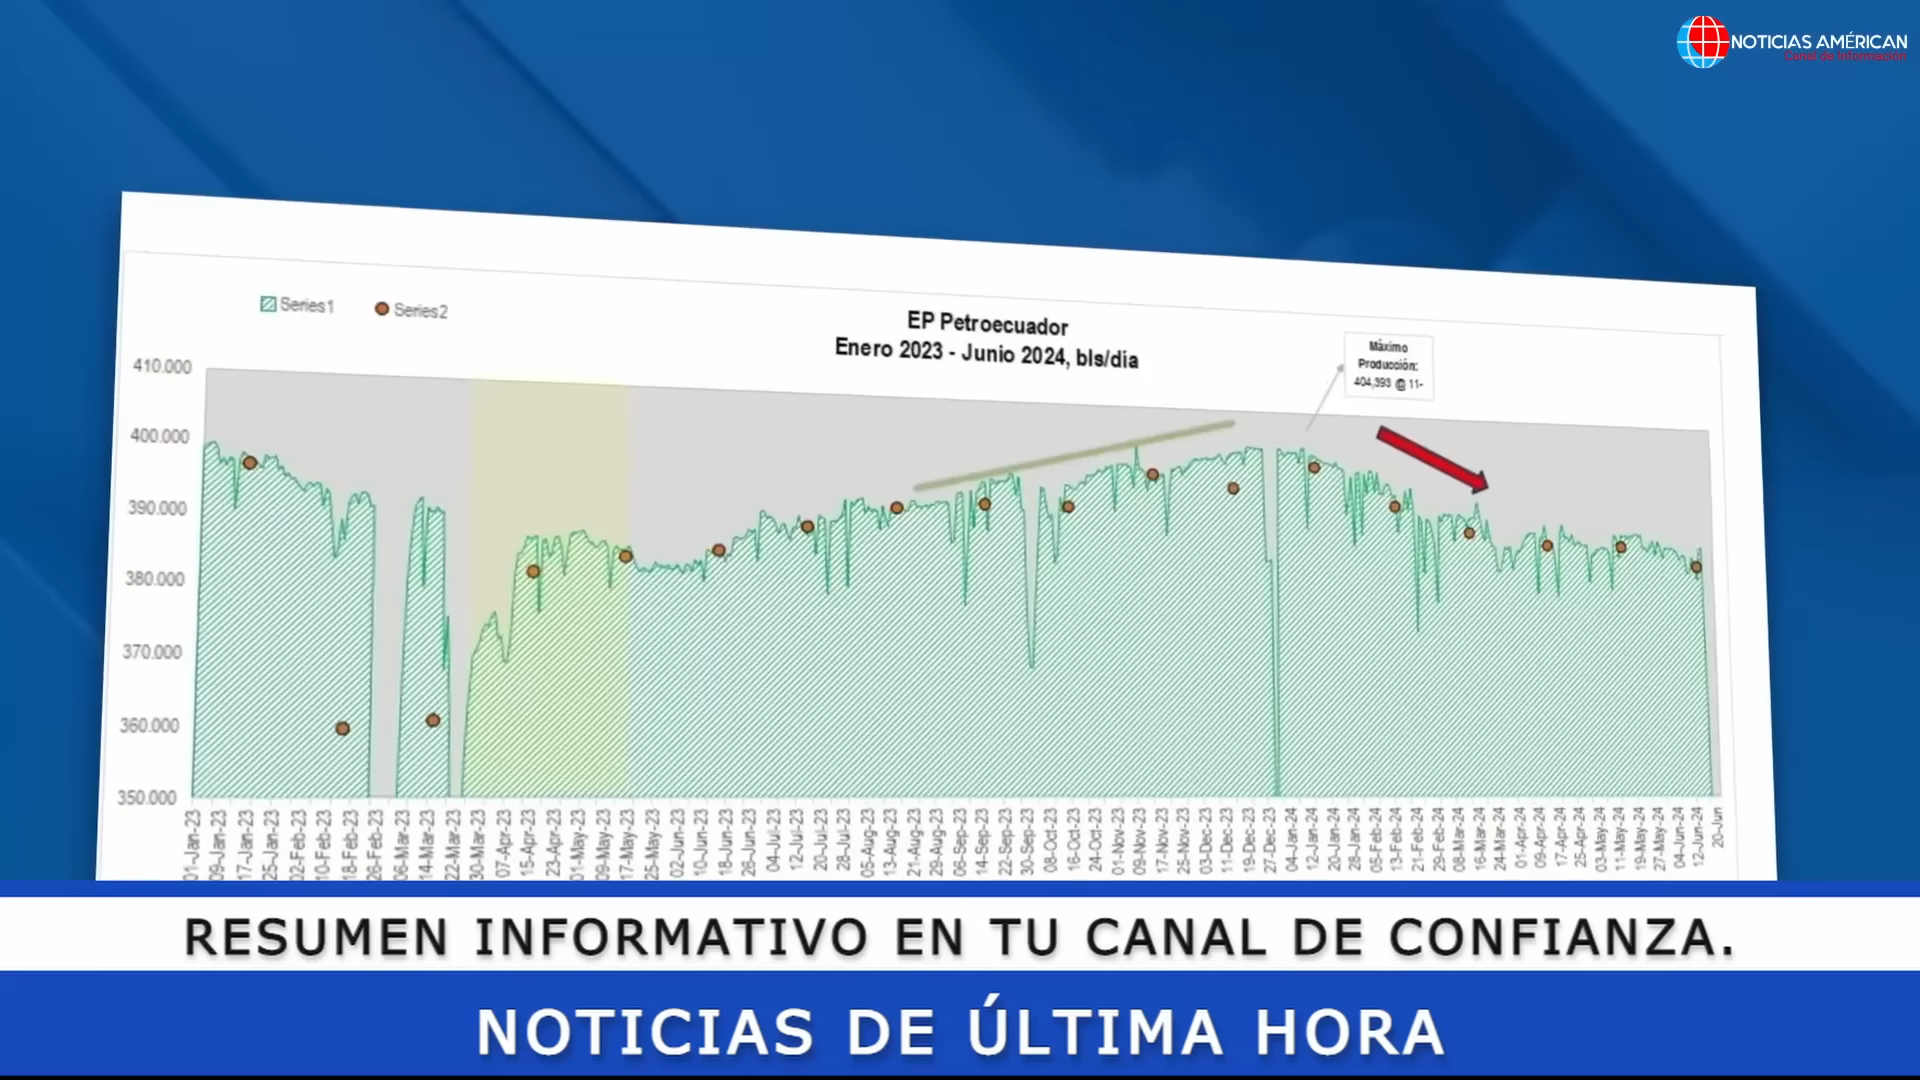 NOTICIAS AMÉRICAN
Canal de Información
Series1
Series2
EP Petroecuador
Enero 2023 - Junio 2024, bls/día
Máximo
Producción:
404,393 @ 11-
410.000
400.000
390.000
380.000
370.000
360.000
350.000
01-Jan-23
09-Jan-23
17-Jan-23
25-Jan-23
02-Feb-23
10-Feb-23
18-Feb-23
26-Feb-23
06-Mar-23
14-Mar-23
22-Mar-23
30-Mar-23
07-Apr-23
15-Apr-23
23-Apr-23
01-May-23
09-May-23
17-May-23
25-May-23
02-Jun-23
10-Jun-23
18-Jun-23
26-Jun-23
04-Jul-23
12-Jul-23
20-Jul-23
28-Jul-23
05-Aug-23
13-Aug-23
21-Aug-23
29-Aug-23
06-Sep-23
14-Sep-23
22-Sep-23
30-Sep-23
08-Oct-23
16-Oct-23
24-Oct-23
01-Nov-23
09-Nov-23
17-Nov-23
25-Nov-23
03-Dec-23
11-Dec-23
19-Dec-23
27-Dec-23
04-Jan-24
12-Jan-24
20-Jan-24
28-Jan-24
05-Feb-24
13-Feb-24
21-Feb-24
29-Feb-24
08-Mar-24
16-Mar-24
24-Mar-24
01-Apr-24
09-Apr-24
17-Apr-24
25-Apr-24
03-May-24
11-May-24
19-May-24
27-May-24
04-Jun-24
12-Jun-24
20-Jun
RESUMEN INFORMATIVO EN TU CANAL DE CONFIANZA.
NOTICIAS DE ÚLTIMA HORA